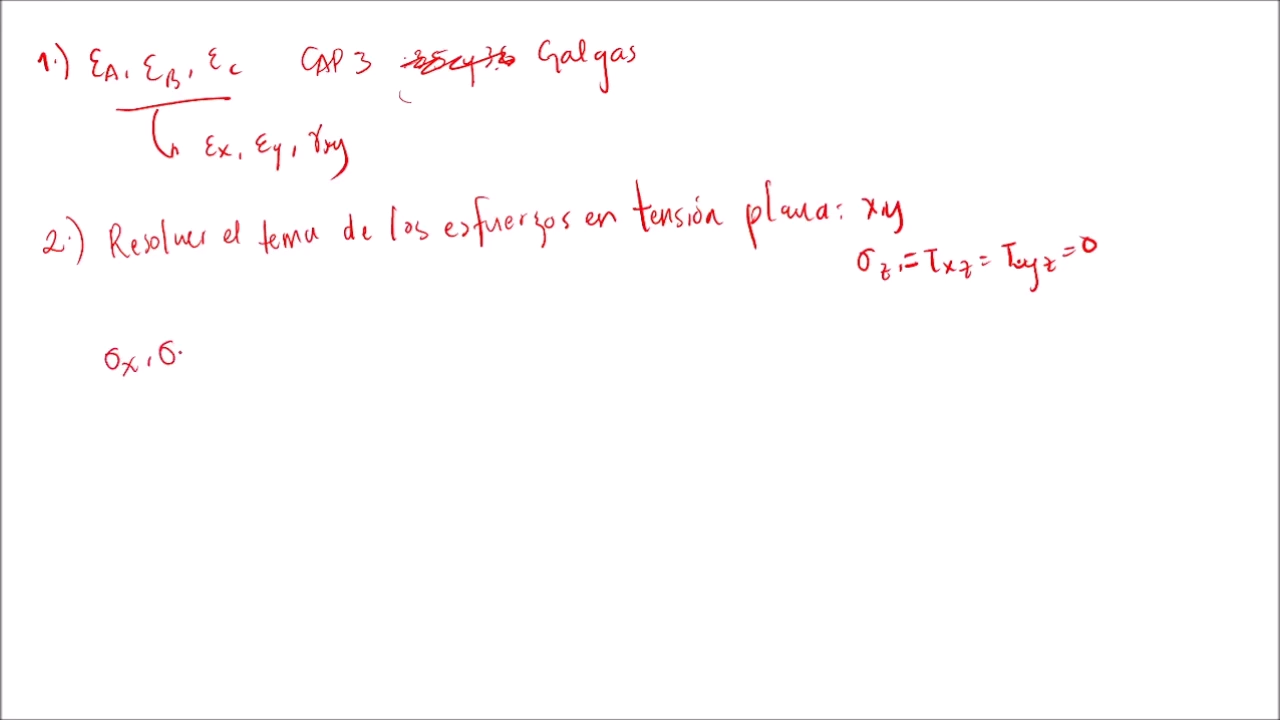 1.) εA, εB, εc CAP 3 Galgas
εx, εy, γxy
2.) Resolver el tema de los esfuerzos en tensión plana: xy
σz = τxz = τyz = 0
σx, σ